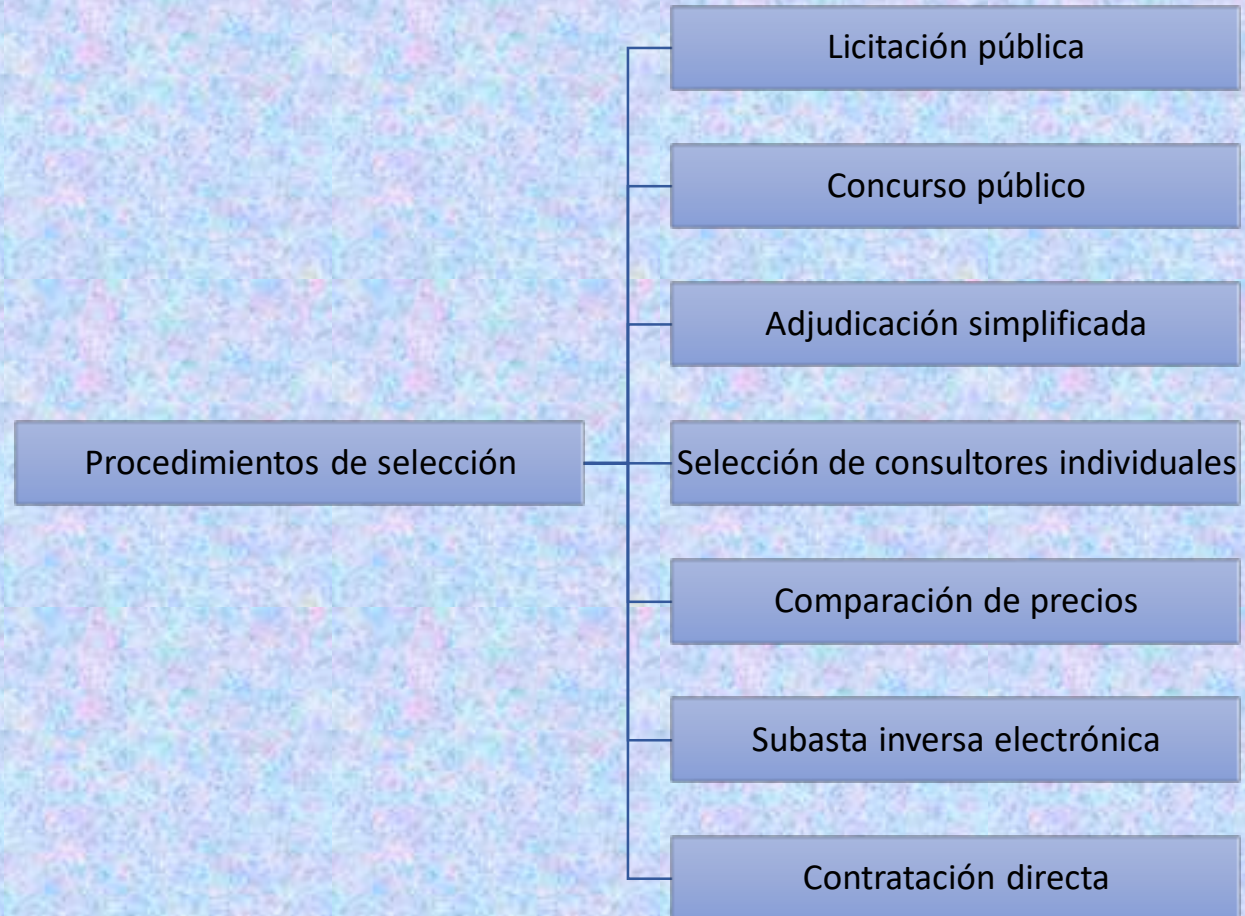 Procedimientos de selección
Licitación pública
Concurso público
Adjudicación simplificada
Selección de consultores individuales
Comparación de precios
Subasta inversa electrónica
Contratación directa